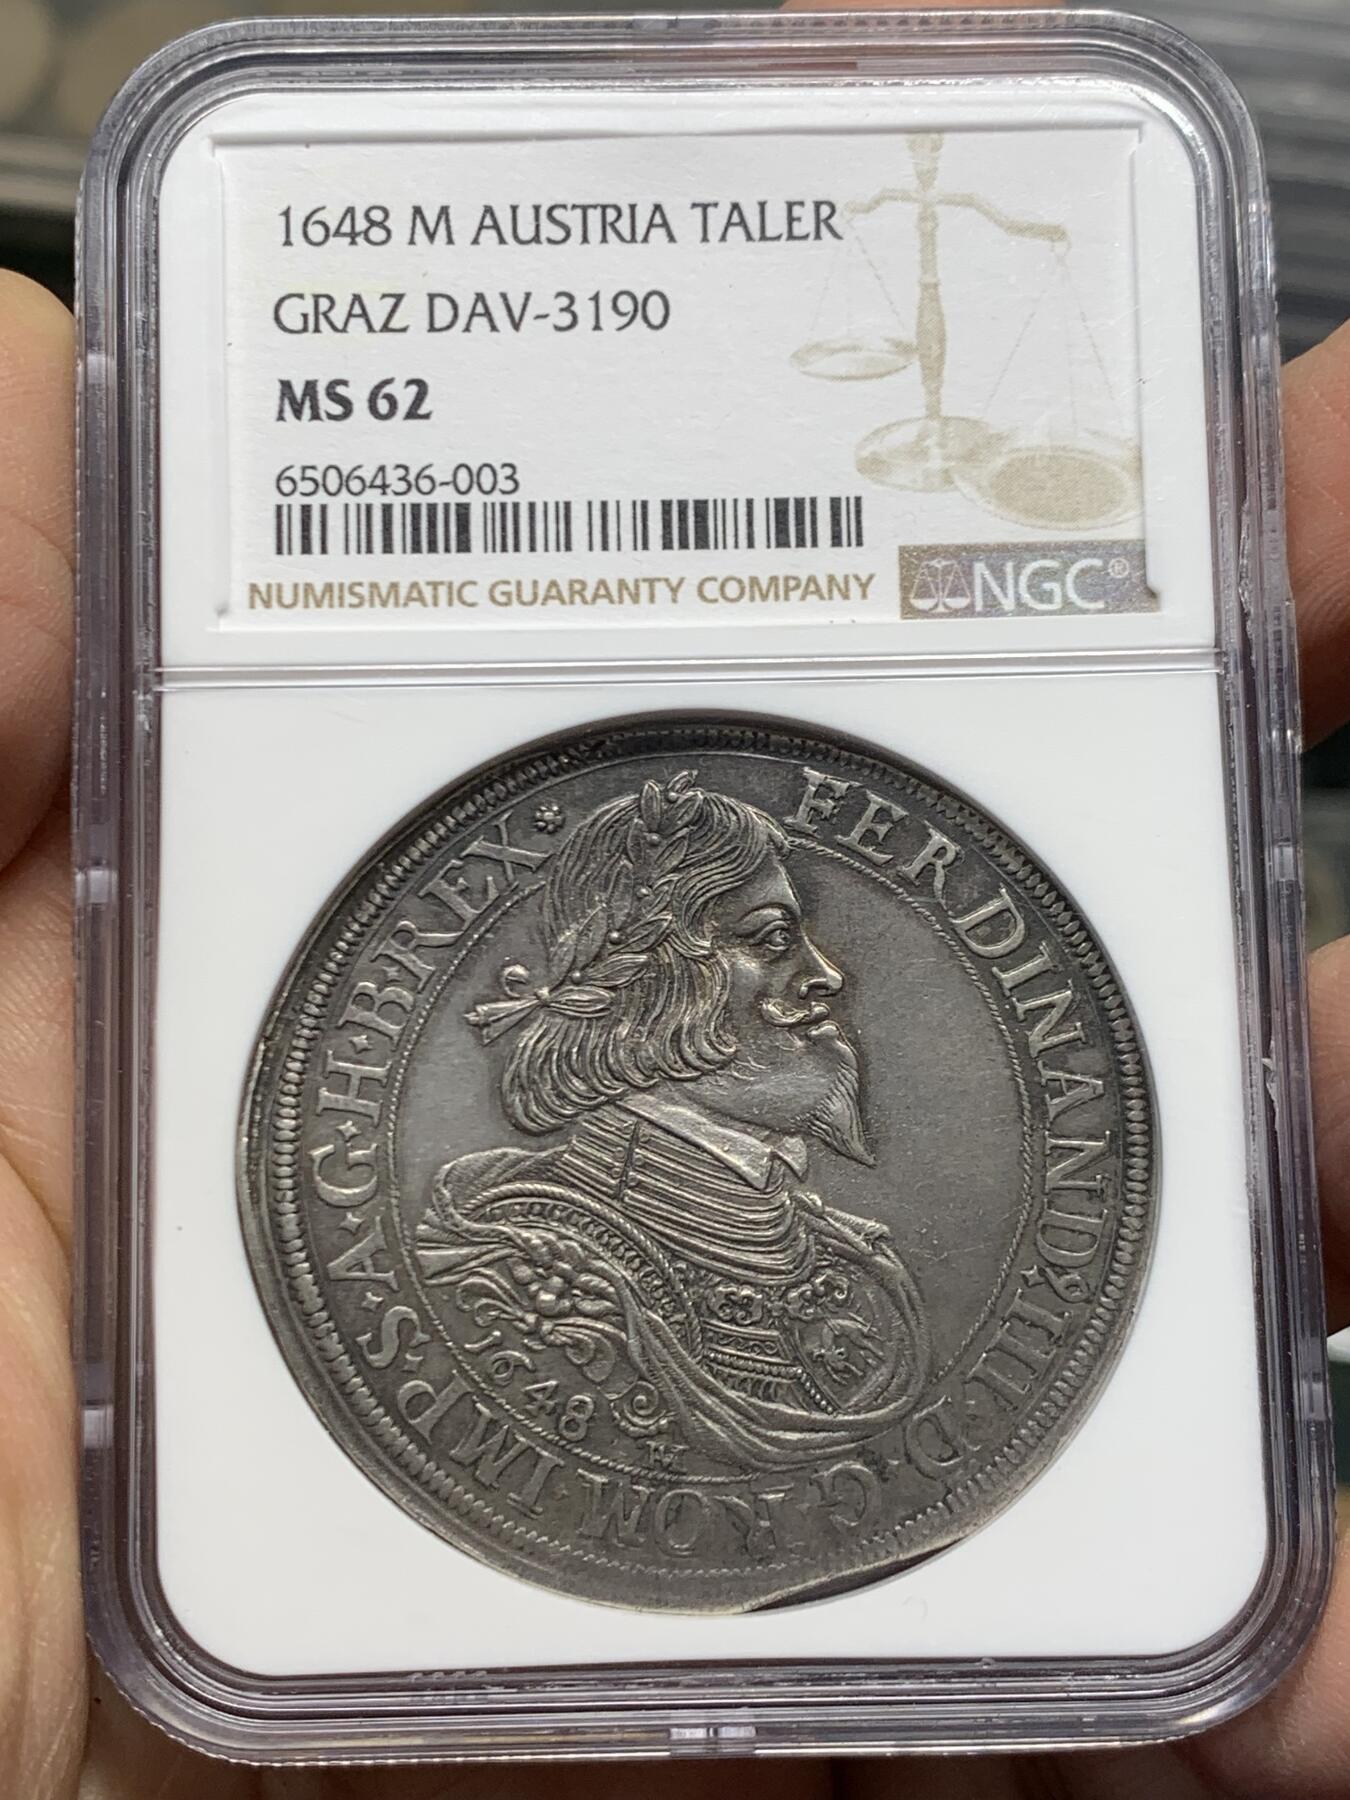 1648 M AUSTRIA TALER
GRAZ DAV-3190
MS 62
6506436-003
NUMISMATIC GUARANTY COMPANY
NGC®
FERDINAND9·III·D·G·ROM·IMP·S·A·G·H·B·REX
1648